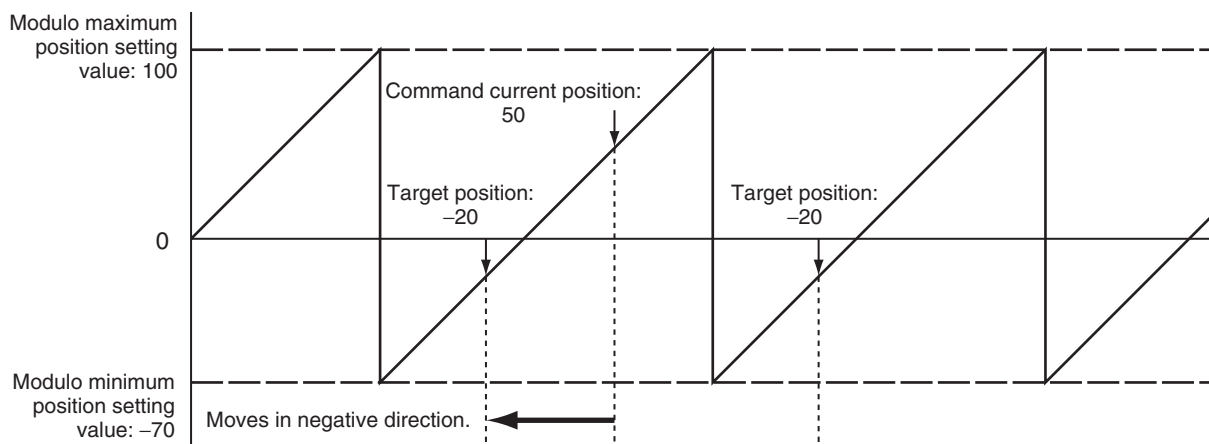 Modulo maximum
position setting
value: 100
Command current position:
50
Target position:
–20
Target position:
–20
0
Modulo minimum
position setting
value: –70
Moves in negative direction.